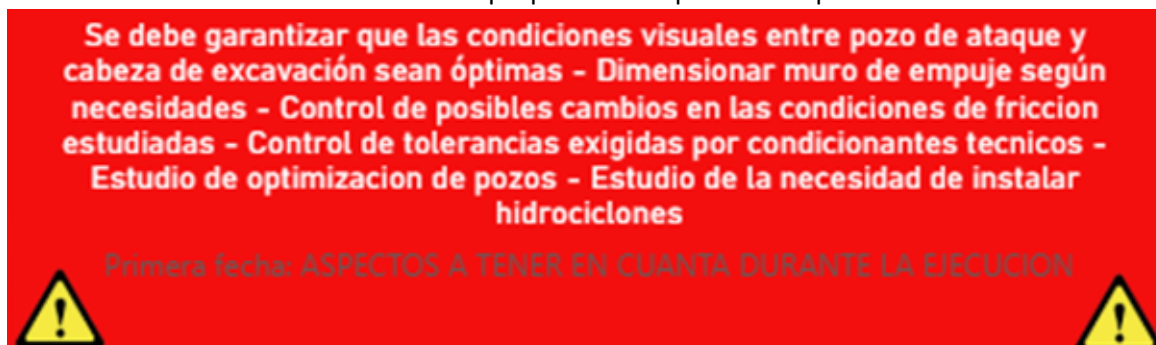 Se debe garantizar que las condiciones visuales entre pozo de ataque y
cabeza de excavación sean óptimas - Dimensionar muro de empuje según
necesidades - Control de posibles cambios en las condiciones de friccion
estudiadas - Control de tolerancias exigidas por condicionantes tecnicos -
Estudio de optimizacion de pozos - Estudio de la necesidad de instalar
hidrociclones
Primera fecha: ASPECTOS A TENER EN CUANTA DURANTE LA EJECUCION